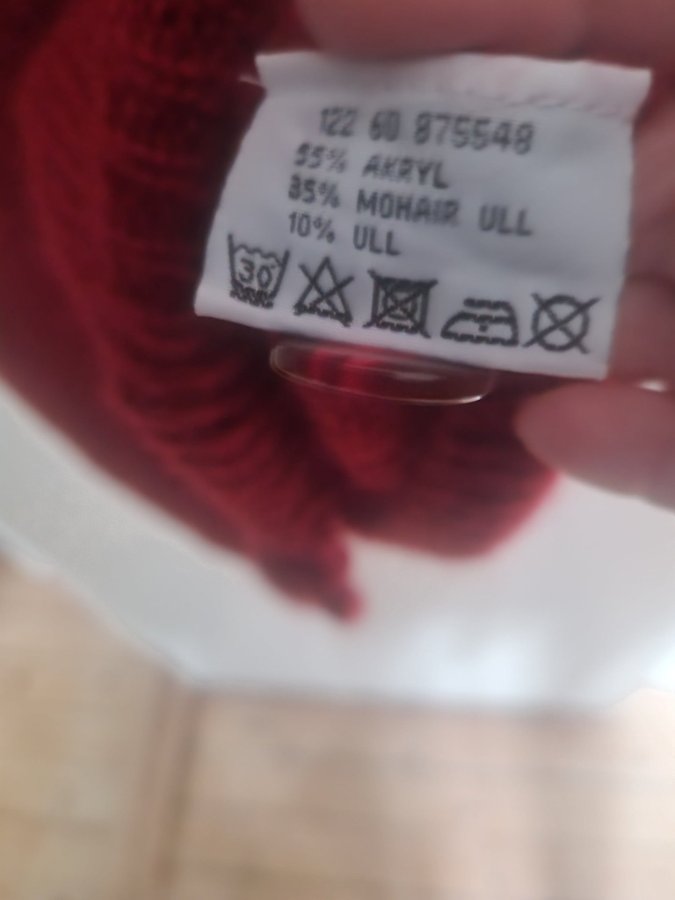 122 60 875548
55% AKRYL
35% MOHAIR ULL
10% ULL
30